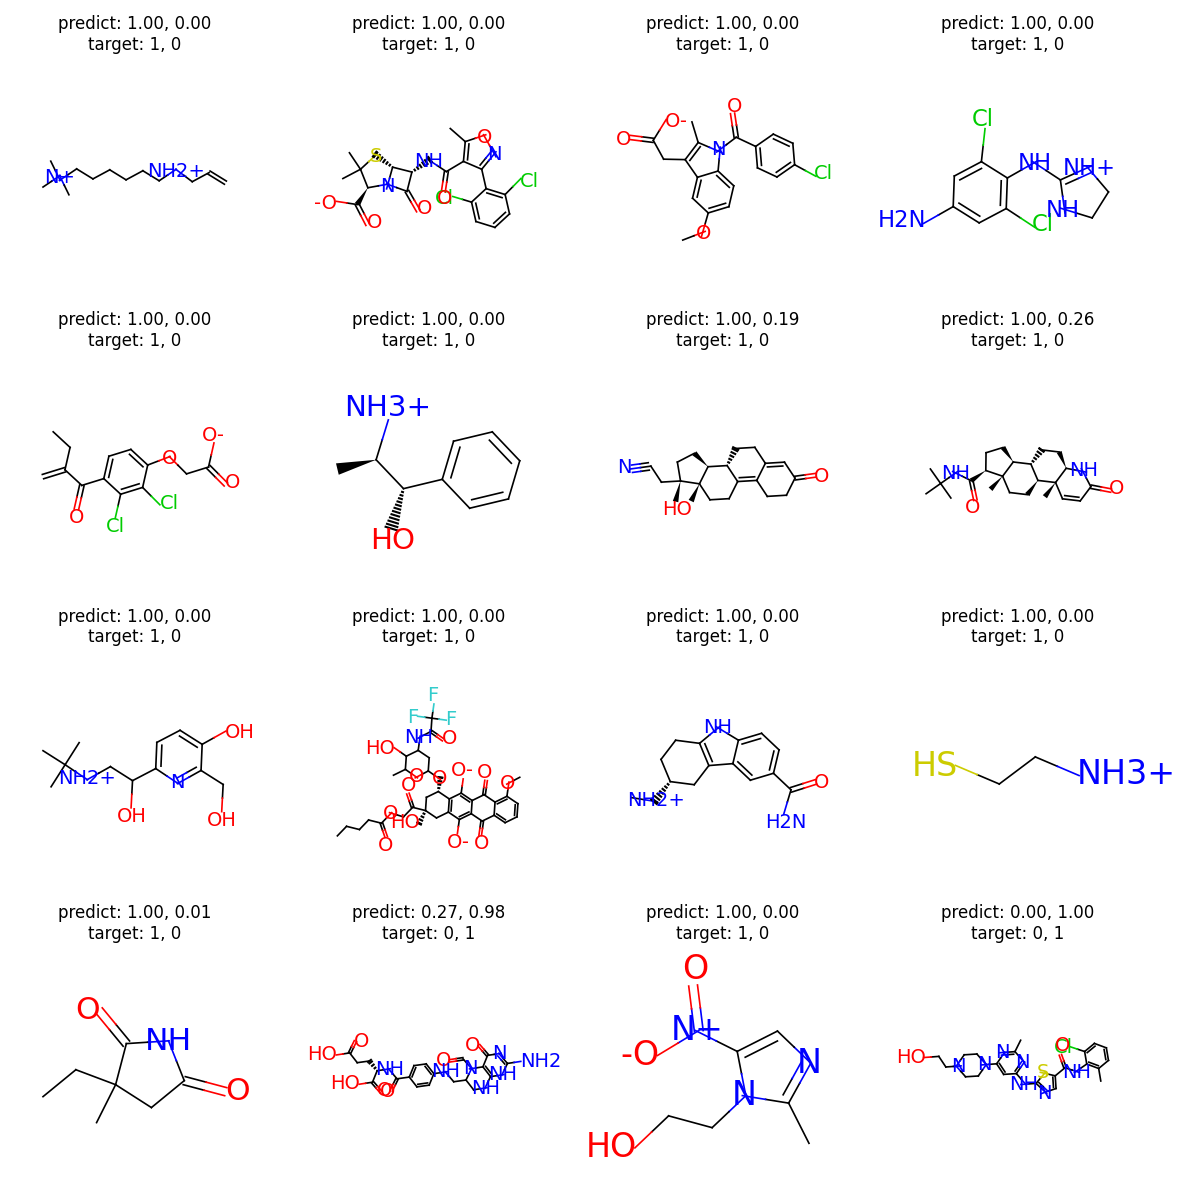 predict: 1.00, 0.00
target: 1, 0
predict: 1.00, 0.00
target: 1, 0
predict: 1.00, 0.00
target: 1, 0
predict: 1.00, 0.00
target: 1, 0
N+
NH2+
S
O
N
NH
Cl
N
O
Cl
O
-O
O
O
O-
O
N
Cl
O
Cl
NH
NH+
NH
H2N
Cl
predict: 1.00, 0.00
target: 1, 0
predict: 1.00, 0.00
target: 1, 0
predict: 1.00, 0.19
target: 1, 0
predict: 1.00, 0.26
target: 1, 0
O-
O
O
Cl
O
Cl
NH3+
HO
N
O
HO
NH
NH
O
O
predict: 1.00, 0.00
target: 1, 0
predict: 1.00, 0.00
target: 1, 0
predict: 1.00, 0.00
target: 1, 0
predict: 1.00, 0.00
target: 1, 0
OH
NH2+
N
OH
OH
F
F
F
NH
O
HO
O
O
O-
O
O
O
O
HO
O
O-
O
NH
O
NH2+
H2N
HS
NH3+
predict: 1.00, 0.01
target: 1, 0
predict: 0.27, 0.98
target: 0, 1
predict: 1.00, 0.00
target: 1, 0
predict: 0.00, 1.00
target: 0, 1
O
NH
O
O
HO
NH
HO
O
O
NH
O
O
N
N
NH2
NH
NH
O
N+
-O
N
N
HO
HO
N
N
N
N
NH
S
N
O
Cl
NH